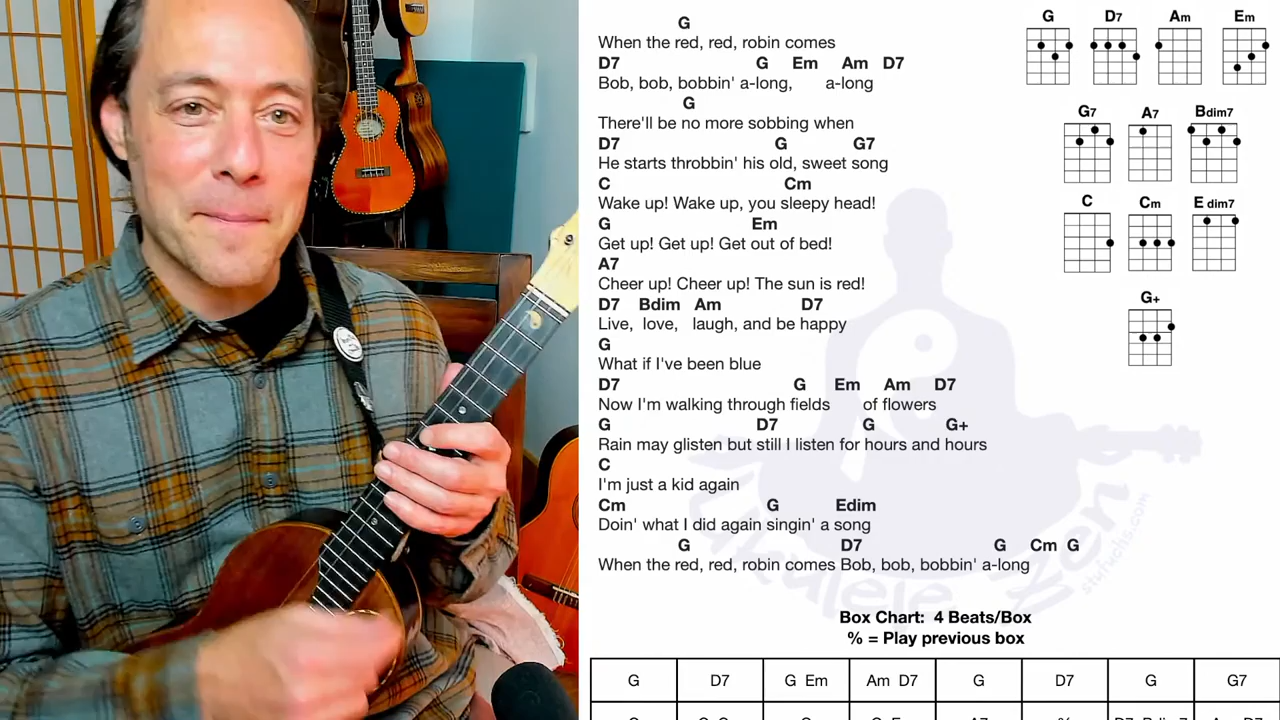 G
When the red, red, robin comes
D7 G Em Am D7
Bob, bob, bobbin' a-long, a-long
G
There'll be no more sobbing when
D7 G G7
He starts throbbin' his old, sweet song
C Cm
Wake up! Wake up, you sleepy head!
G Em
Get up! Get up! Get out of bed!
A7
Cheer up! Cheer up! The sun is red!
D7 Bdim Am D7
Live, love, laugh, and be happy
G
What if I've been blue
D7 G Em Am D7
Now I'm walking through fields of flowers
G D7 G G+
Rain may glisten but still I listen for hours and hours
C
I'm just a kid again
Cm G Edim
Doin' what I did again singin' a song
G D7 G Cm G
When the red, red, robin comes Bob, bob, bobbin' a-long
G D7 Am Em
G7 A7 Bdim7
C Cm E dim7
G+
ukulele zen
stufuchs.com
Box Chart: 4 Beats/Box
% = Play previous box
G D7 G Em Am D7 G D7 G G7